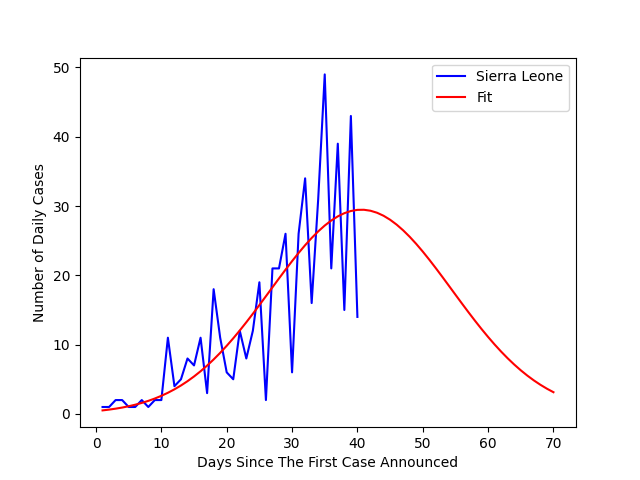 Sierra Leone
Fit
50
40
30
20
10
0
Number of Daily Cases
0 10 20 30 40 50 60 70
Days Since The First Case Announced